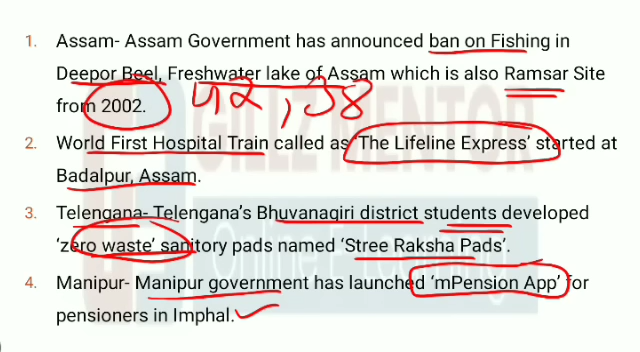 1. Assam- Assam Government has announced ban on Fishing in
Deepor Beel, Freshwater lake of Assam which is also Ramsar Site
from 2002. 42, 38
2. World First Hospital Train called as 'The Lifeline Express' started at
Badalpur, Assam.
3. Telengana- Telengana's Bhuvanagiri district students developed
'zero waste' sanitory pads named 'Stree Raksha Pads'.
4. Manipur- Manipur government has launched 'mPension App' for
pensioners in Imphal.